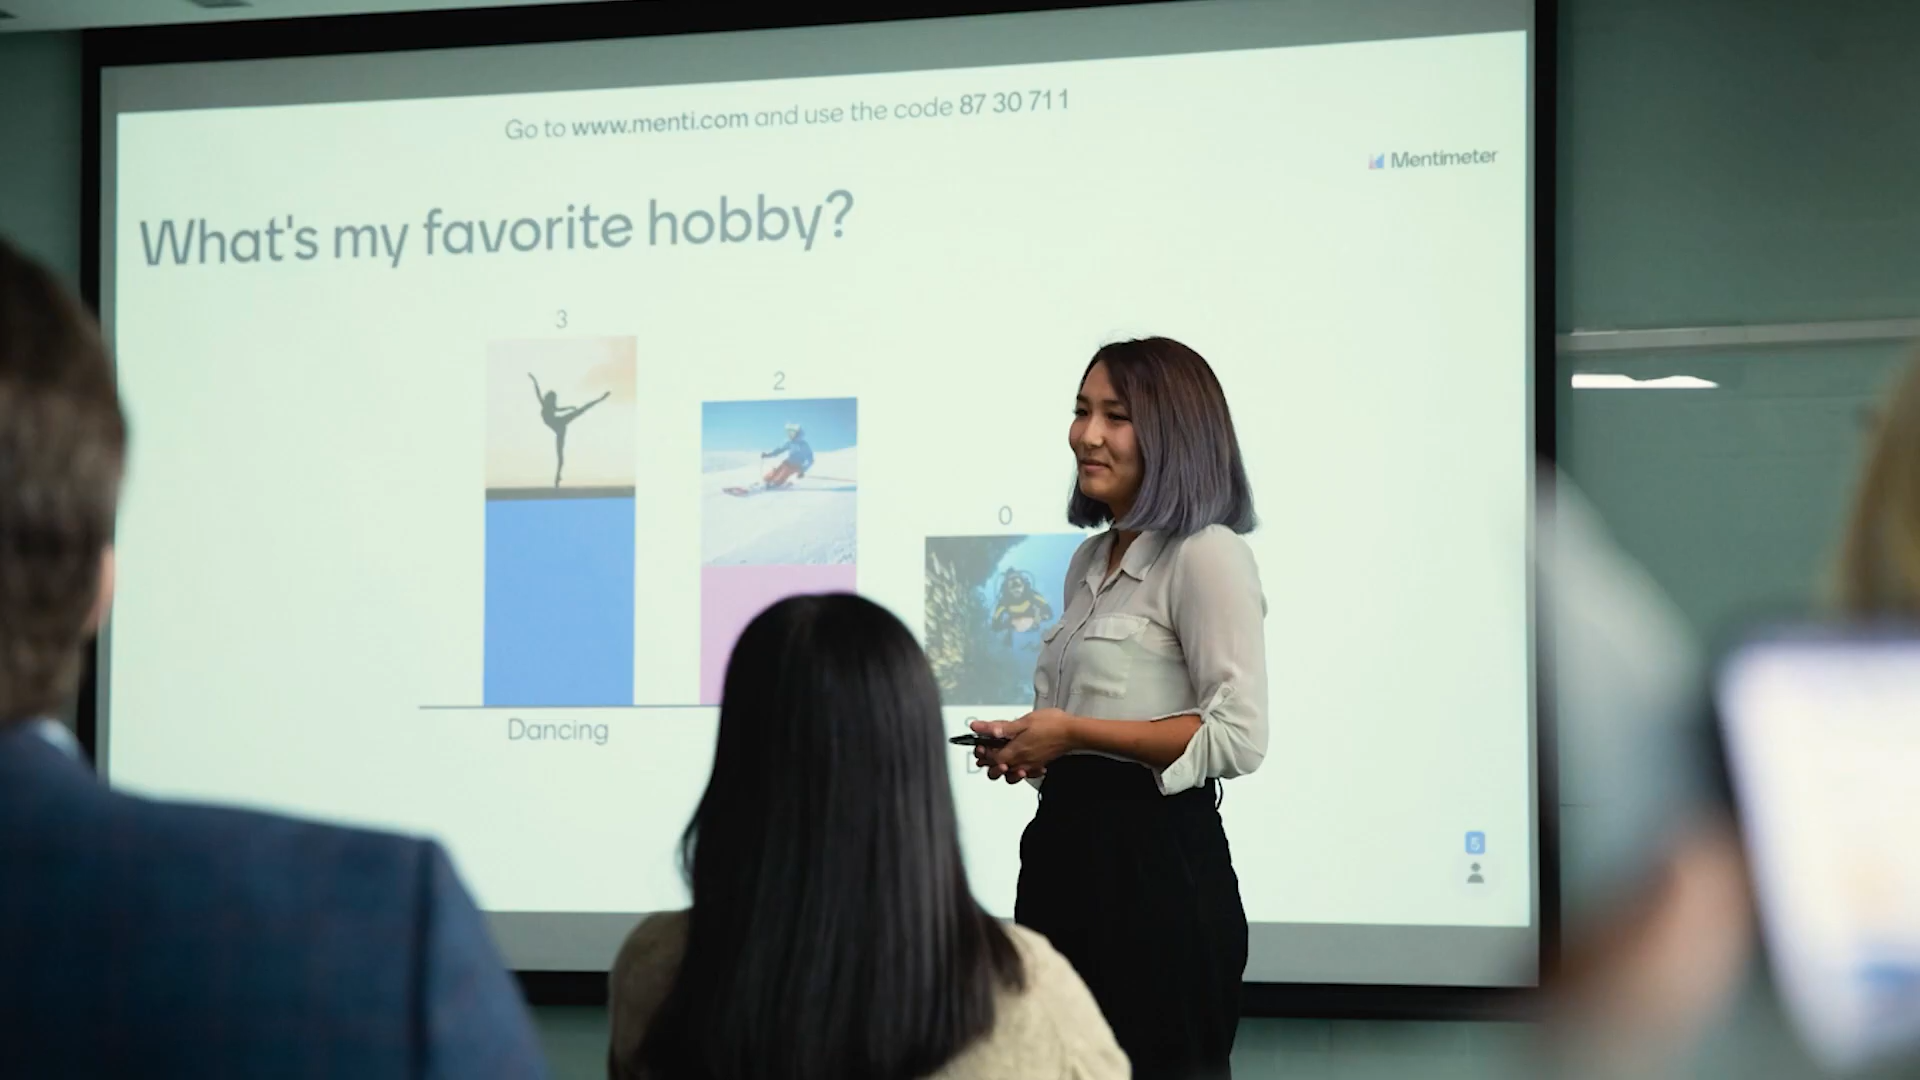 Go to www.menti.com and use the code 87 30 711
Mentimeter
What's my favorite hobby?
3
2
0
Dancing
5